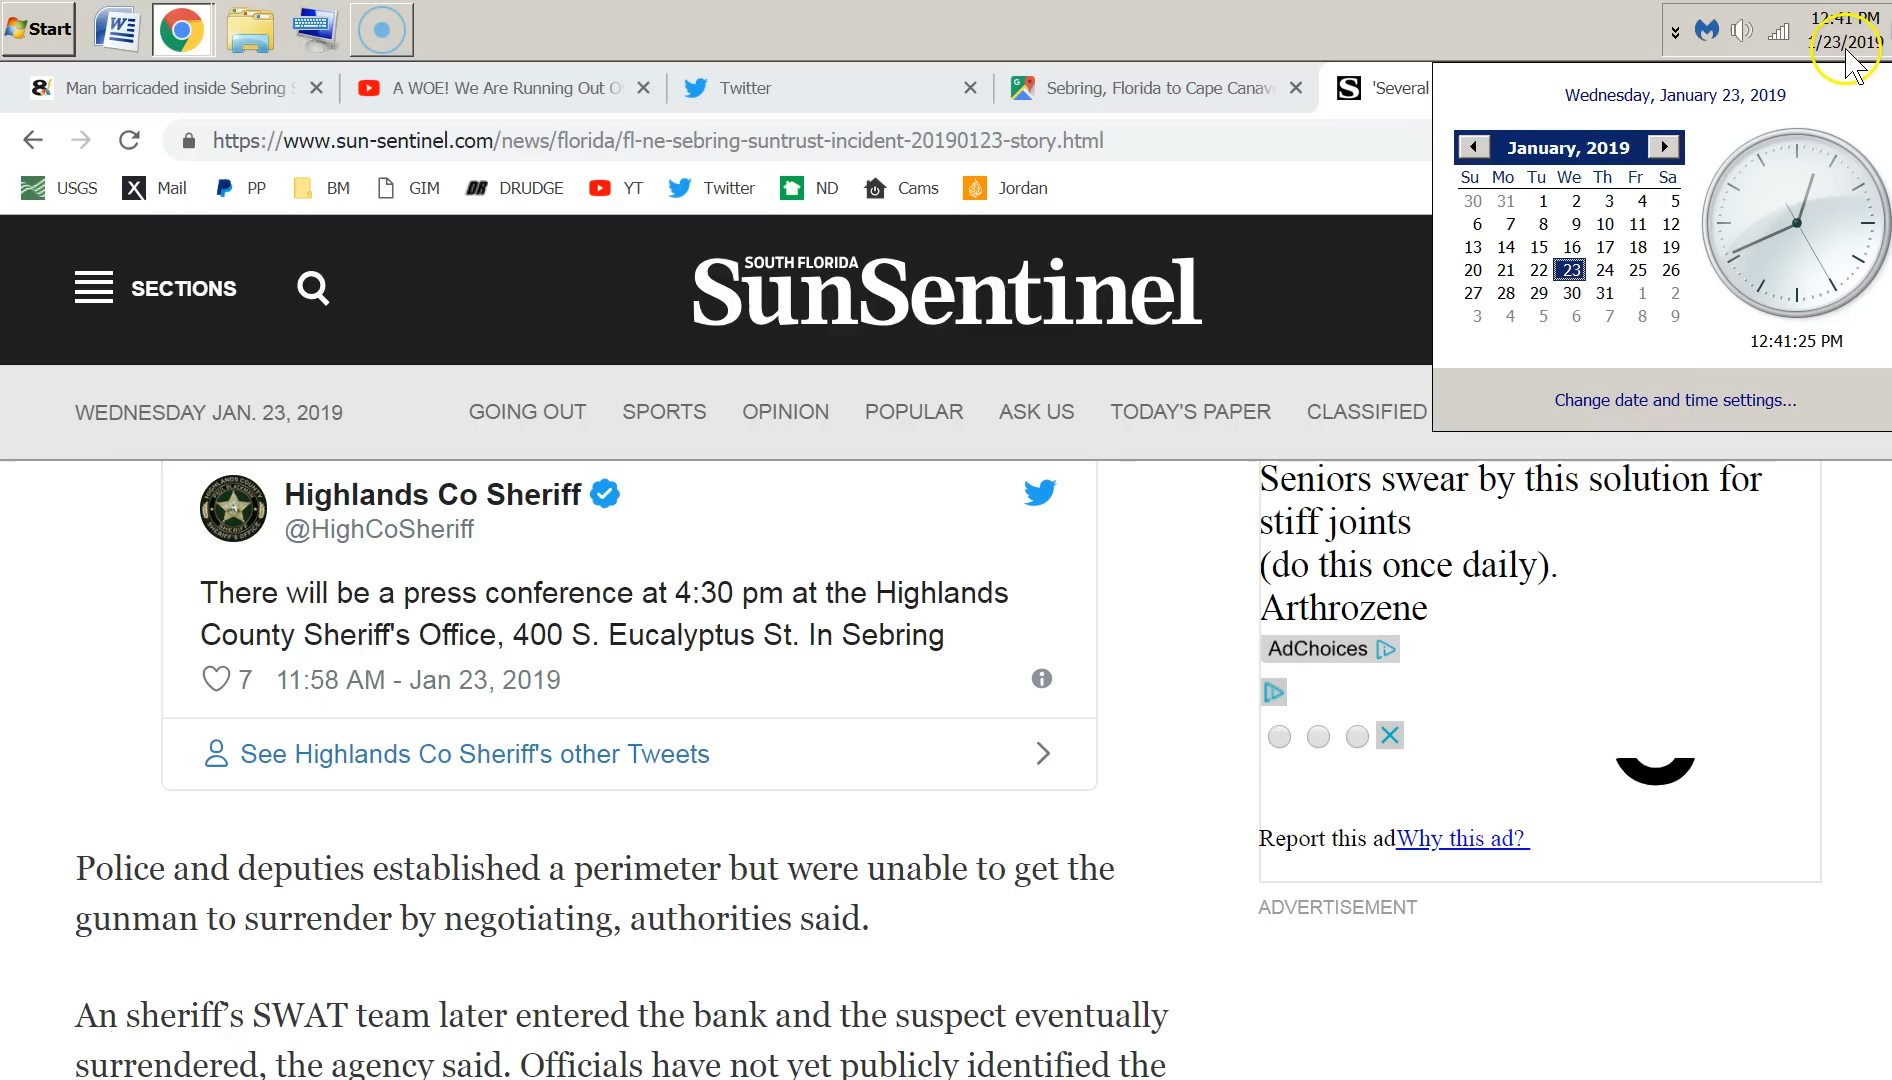 Start
12:41 PM
1/23/2019
Man barricaded inside Sebring
A WOE! We Are Running Out O
Twitter
Sebring, Florida to Cape Canav
'Several
https://www.sun-sentinel.com/news/florida/fl-ne-sebring-suntrust-incident-20190123-story.html
USGS
X Mail
PP
BM
GIM
DR DRUDGE
YT
Twitter
ND
Cams
Jordan
Wednesday, January 23, 2019
January, 2019
Su Mo Tu We Th Fr Sa
30 31 1 2 3 4 5
6 7 8 9 10 11 12
13 14 15 16 17 18 19
20 21 22 23 24 25 26
27 28 29 30 31 1 2
3 4 5 6 7 8 9
12:41:25 PM
Change date and time settings...
SECTIONS
SOUTH FLORIDA
SunSentinel
WEDNESDAY JAN. 23, 2019
GOING OUT SPORTS OPINION POPULAR ASK US TODAY'S PAPER CLASSIFIED
Highlands Co Sheriff
@HighCoSheriff
There will be a press conference at 4:30 pm at the Highlands
County Sheriff's Office, 400 S. Eucalyptus St. In Sebring
7 11:58 AM - Jan 23, 2019
See Highlands Co Sheriff's other Tweets
Police and deputies established a perimeter but were unable to get the
gunman to surrender by negotiating, authorities said.
An sheriff's SWAT team later entered the bank and the suspect eventually
surrendered, the agency said. Officials have not yet publicly identified the
Seniors swear by this solution for
stiff joints
(do this once daily).
Arthrozene
AdChoices
Report this adWhy this ad?
ADVERTISEMENT